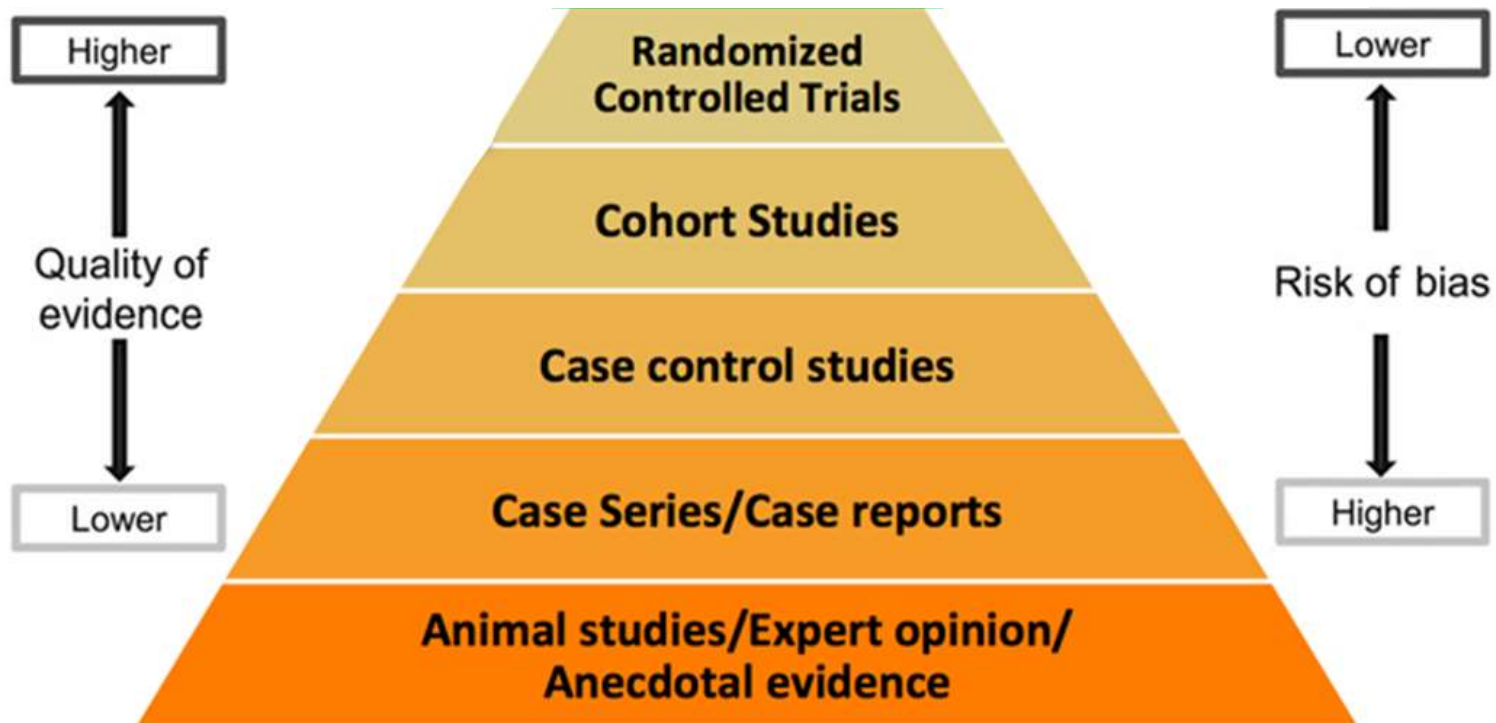 Higher
Quality of
evidence
Lower
Randomized
Controlled Trials
Cohort Studies
Case control studies
Case Series/Case reports
Animal studies/Expert opinion/
Anecdotal evidence
Lower
Risk of bias
Higher